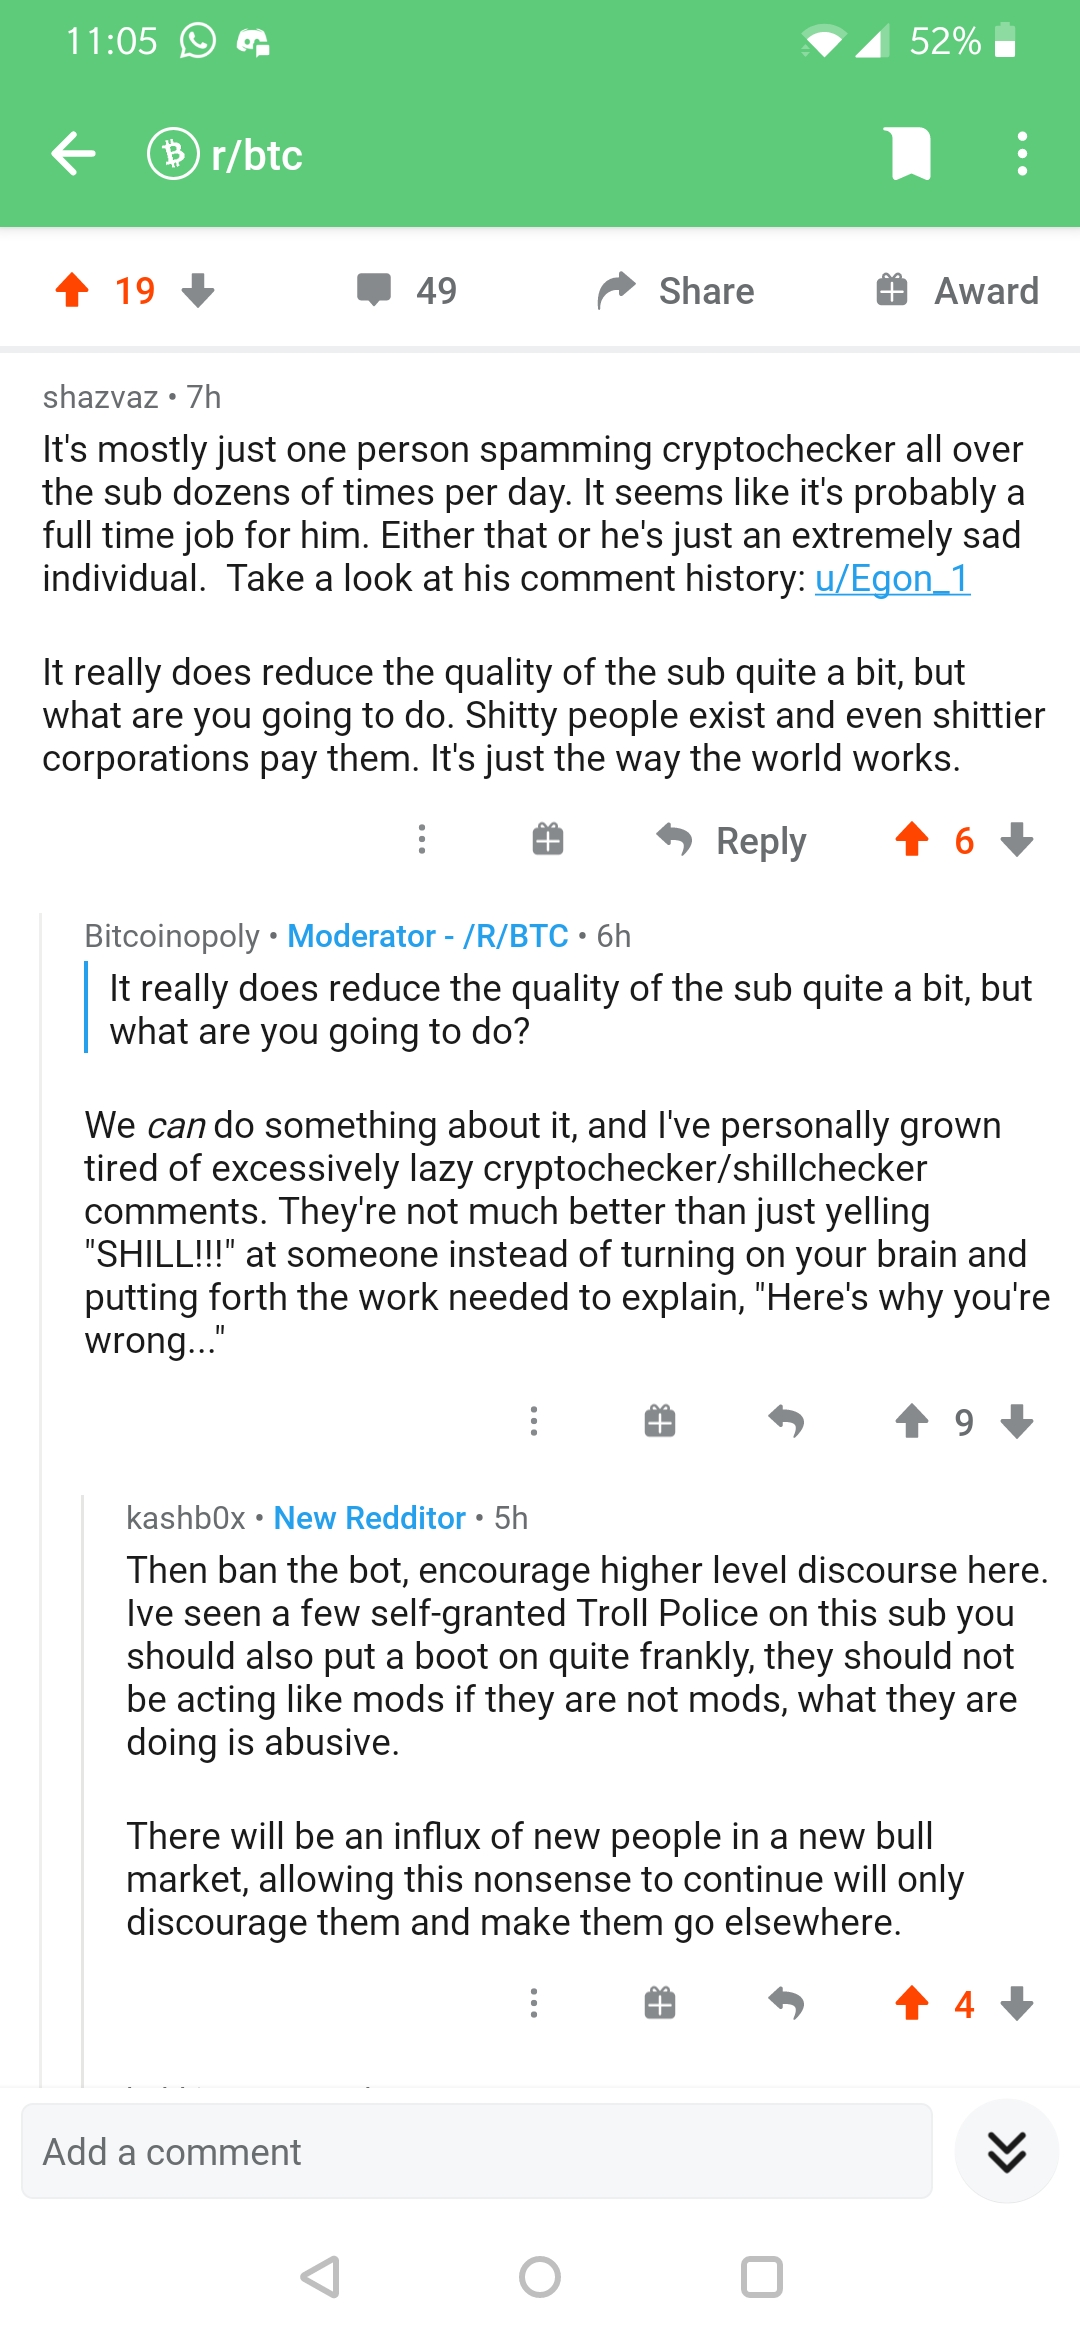 11:05
52%
r/btc
19
49
Share
Award
shazvaz • 7h
It's mostly just one person spamming cryptochecker all over
the sub dozens of times per day. It seems like it's probably a
full time job for him. Either that or he's just an extremely sad
individual.  Take a look at his comment history: u/Egon_1
It really does reduce the quality of the sub quite a bit, but
what are you going to do. Shitty people exist and even shittier
corporations pay them. It's just the way the world works.
Reply
6
Bitcoinopoly • Moderator - /R/BTC • 6h
It really does reduce the quality of the sub quite a bit, but
what are you going to do?
We can do something about it, and I've personally grown
tired of excessively lazy cryptochecker/shillchecker
comments. They're not much better than just yelling
"SHILL!!!" at someone instead of turning on your brain and
putting forth the work needed to explain, "Here's why you're
wrong..."
9
kashb0x • New Redditor • 5h
Then ban the bot, encourage higher level discourse here.
Ive seen a few self-granted Troll Police on this sub you
should also put a boot on quite frankly, they should not
be acting like mods if they are not mods, what they are
doing is abusive.
There will be an influx of new people in a new bull
market, allowing this nonsense to continue will only
discourage them and make them go elsewhere.
4
Add a comment